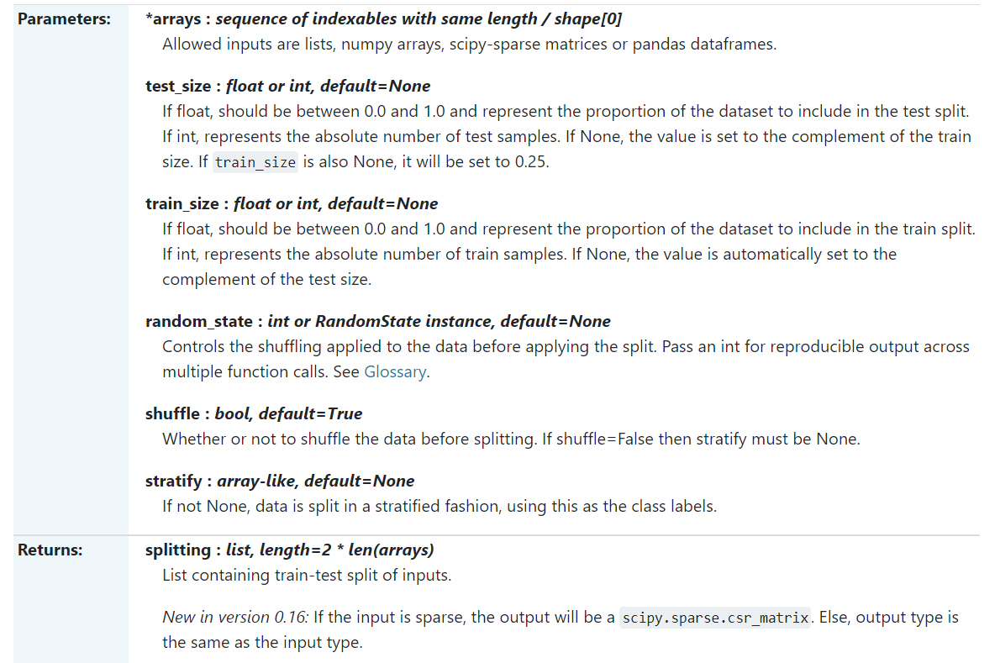 Parameters:
*arrays : sequence of indexables with same length / shape[0]
Allowed inputs are lists, numpy arrays, scipy-sparse matrices or pandas dataframes.
test_size : float or int, default=None
If float, should be between 0.0 and 1.0 and represent the proportion of the dataset to include in the test split.
If int, represents the absolute number of test samples. If None, the value is set to the complement of the train
size. If train_size is also None, it will be set to 0.25.
train_size : float or int, default=None
If float, should be between 0.0 and 1.0 and represent the proportion of the dataset to include in the train split.
If int, represents the absolute number of train samples. If None, the value is automatically set to the
complement of the test size.
random_state : int or RandomState instance, default=None
Controls the shuffling applied to the data before applying the split. Pass an int for reproducible output across
multiple function calls. See Glossary.
shuffle : bool, default=True
Whether or not to shuffle the data before splitting. If shuffle=False then stratify must be None.
stratify : array-like, default=None
If not None, data is split in a stratified fashion, using this as the class labels.
Returns:
splitting : list, length=2 * len(arrays)
List containing train-test split of inputs.
New in version 0.16: If the input is sparse, the output will be a scipy.sparse.csr_matrix. Else, output type is
the same as the input type.